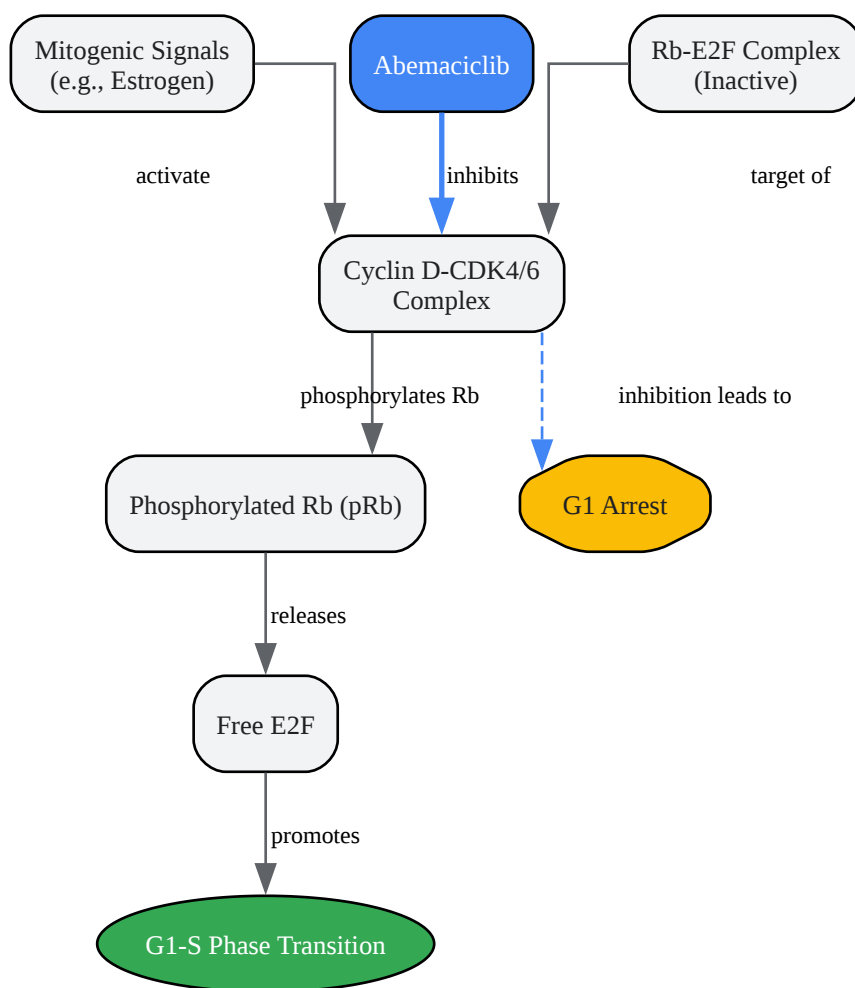 Mitogenic Signals
(e.g., Estrogen)
Abemaciclib
Rb-E2F Complex
(Inactive)
activate
inhibits
target of
Cyclin D-CDK4/6
Complex
phosphorylates Rb
inhibition leads to
Phosphorylated Rb (pRb)
G1 Arrest
releases
Free E2F
promotes
G1-S Phase Transition